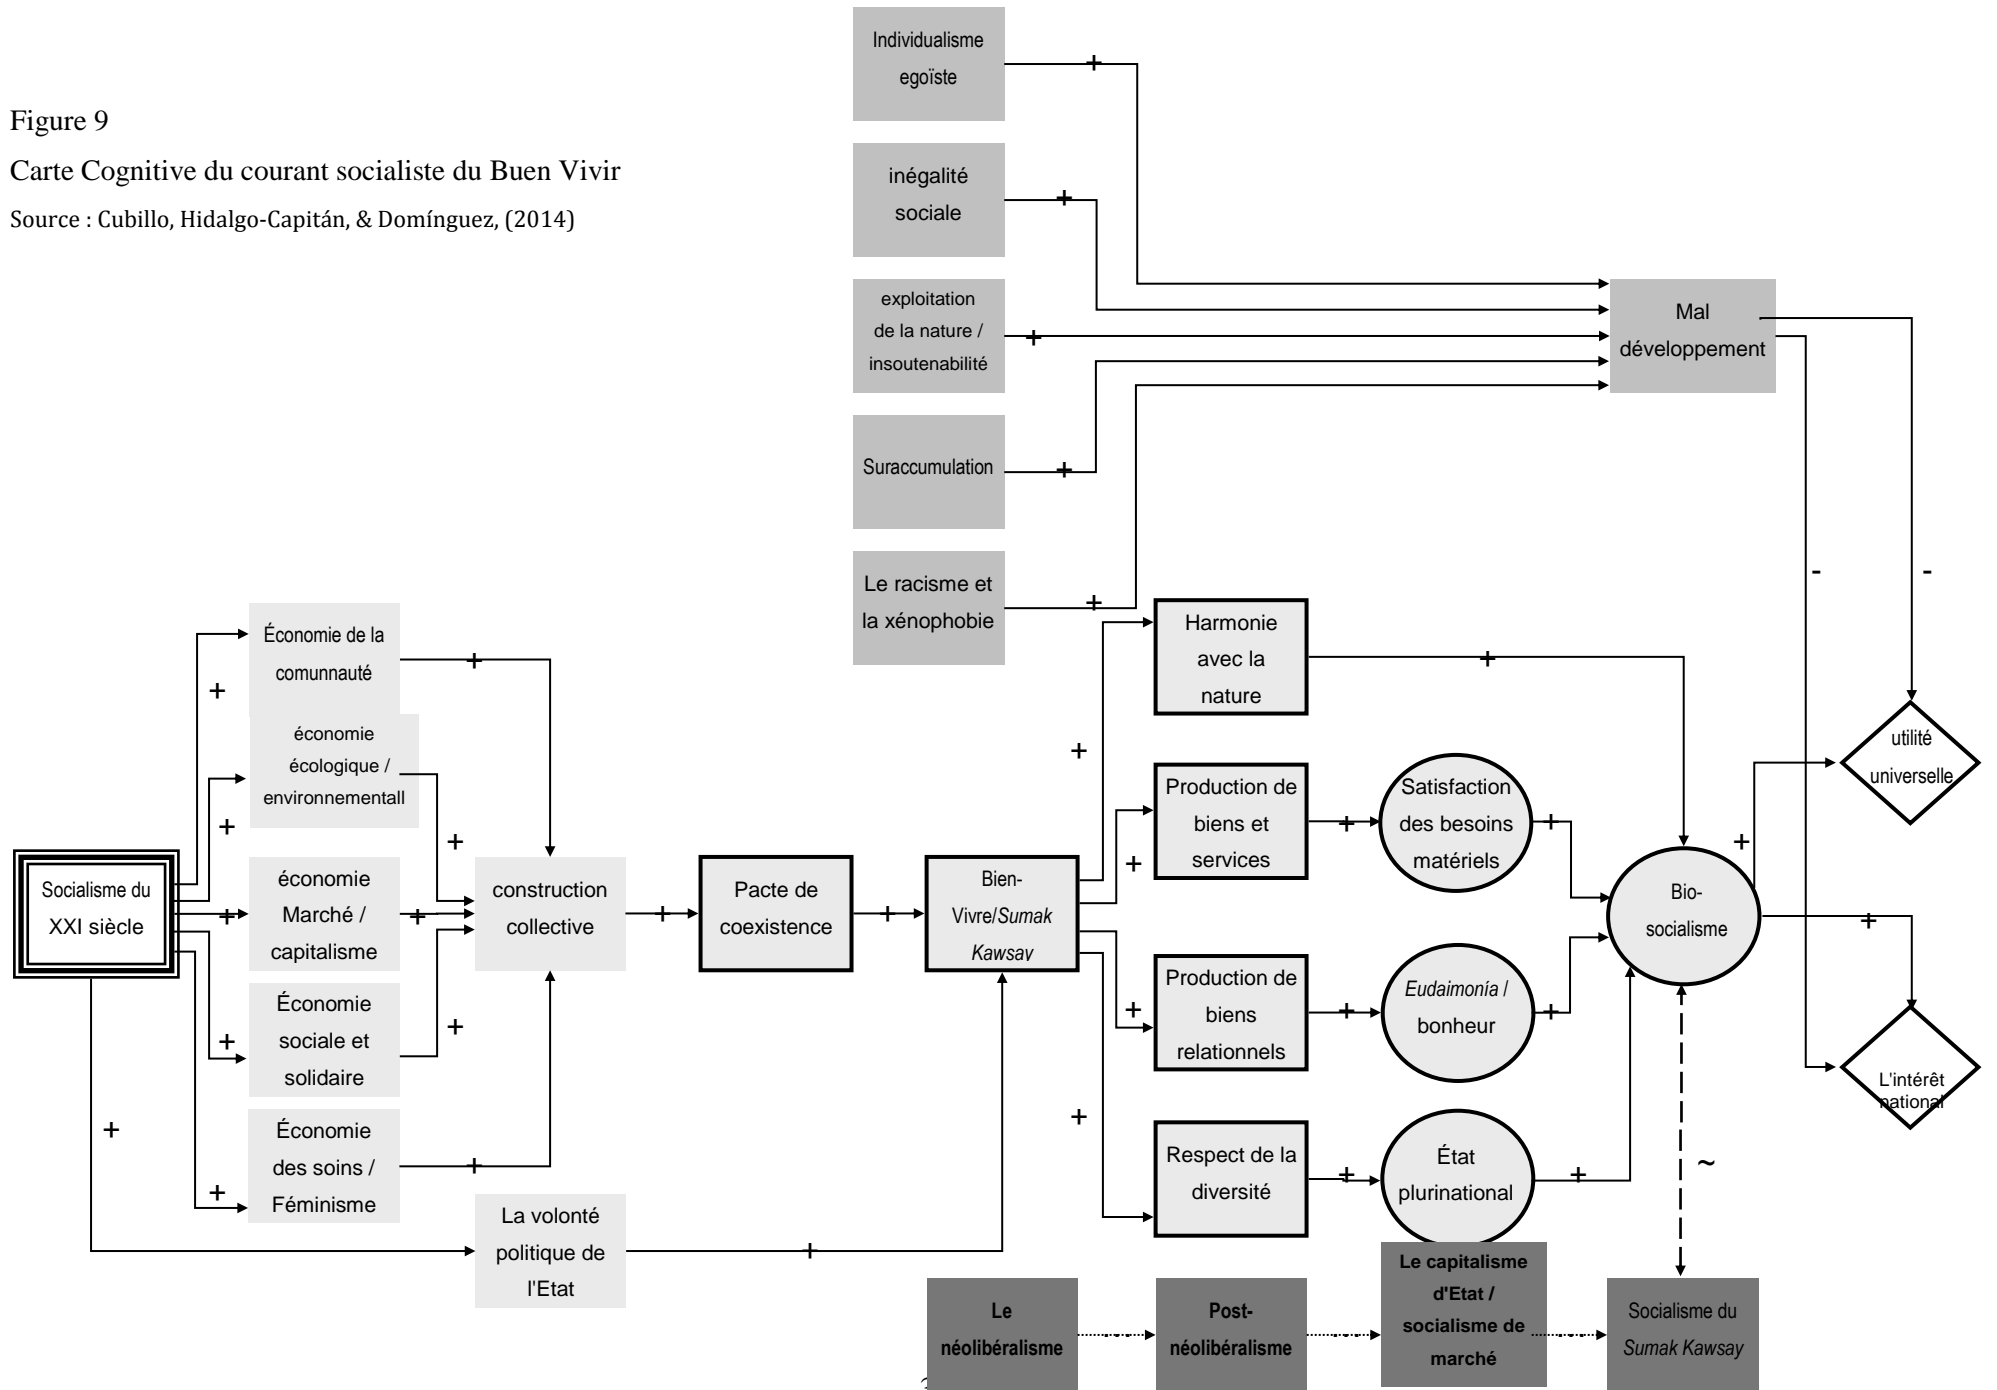 Individualisme
egoïste
Figure 9
Carte Cognitive du courant socialiste du Buen Vivir
Source : Cubillo, Hidalgo-Capitán, & Domínguez, (2014)
inégalité
sociale
exploitation
de la nature /
insoutenabilité
Suraccumulation
Le racisme et
la xénophobie
Mal
développement
+
+
+
+
+
-
-
Économie de la
comunnauté
économie
écologique /
environnementall
économie
Marché /
capitalisme
Économie
sociale et
solidaire
Économie
des soins /
Féminisme
Socialisme du
XXI siècle
+
+
+
+
+
+
+
+
+
+
+
construction
collective
+
Pacte de
coexistence
+
Bien-
Vivre/Sumak
Kawsay
La volonté
politique de
l'Etat
+
+
+
+
+
Harmonie
avec la
nature
+
Production de
biens et
services
+
Satisfaction
des besoins
matériels
+
Production de
biens
relationnels
+
Eudaimonía /
bonheur
+
Respect de la
diversité
+
État
plurinational
+
Bio-
socialisme
+
+
~
utilité
universelle
L'intérêt
national
Le
néolibéralisme
Post-
néolibéralisme
Le capitalisme
d'Etat /
socialisme de
marché
Socialisme du
Sumak Kawsay